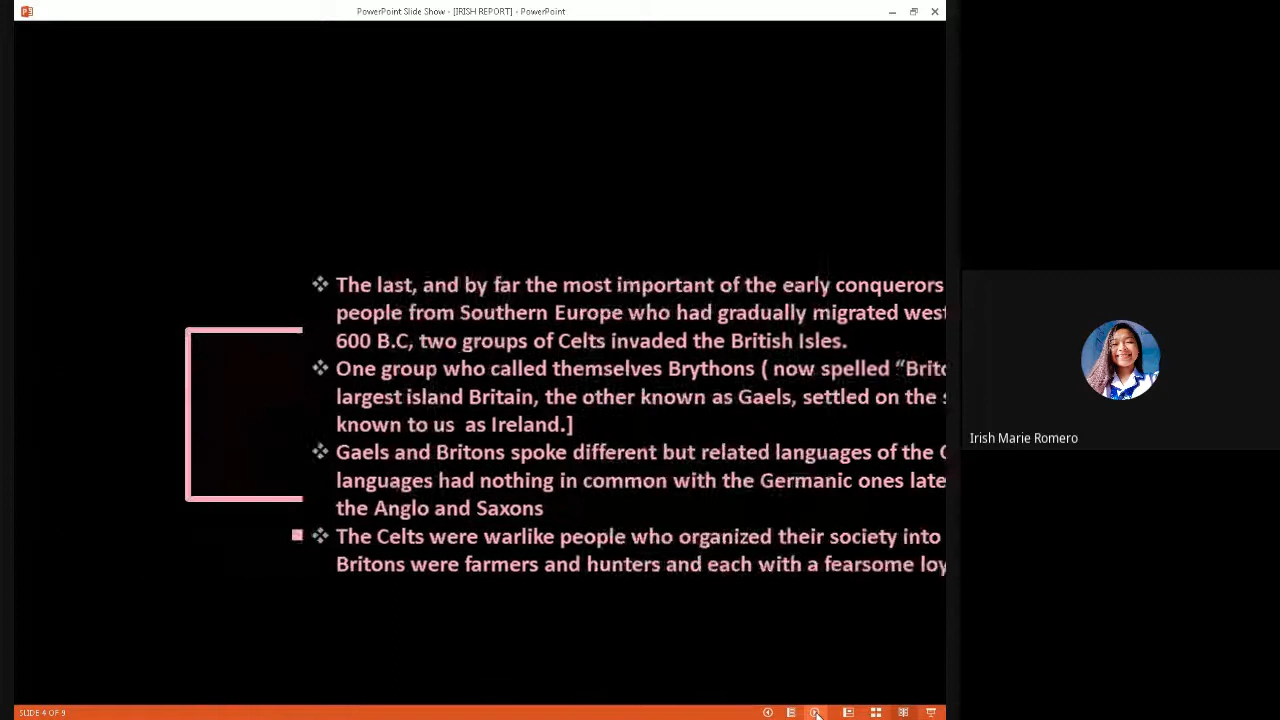 PowerPoint Slide Show - [IRISH REPORT] - PowerPoint
The last, and by far the most important of the early conquerors
people from Southern Europe who had gradually migrated west
600 B.C, two groups of Celts invaded the British Isles.
One group who called themselves Brythons ( now spelled “Brito
largest island Britain, the other known as Gaels, settled on the s
known to us as Ireland.]
Gaels and Britons spoke different but related languages of the
languages had nothing in common with the Germanic ones late
the Anglo and Saxons
The Celts were warlike people who organized their society into
Britons were farmers and hunters and each with a fearsome loy
Irish Marie Romero
SLIDE 4 OF 9